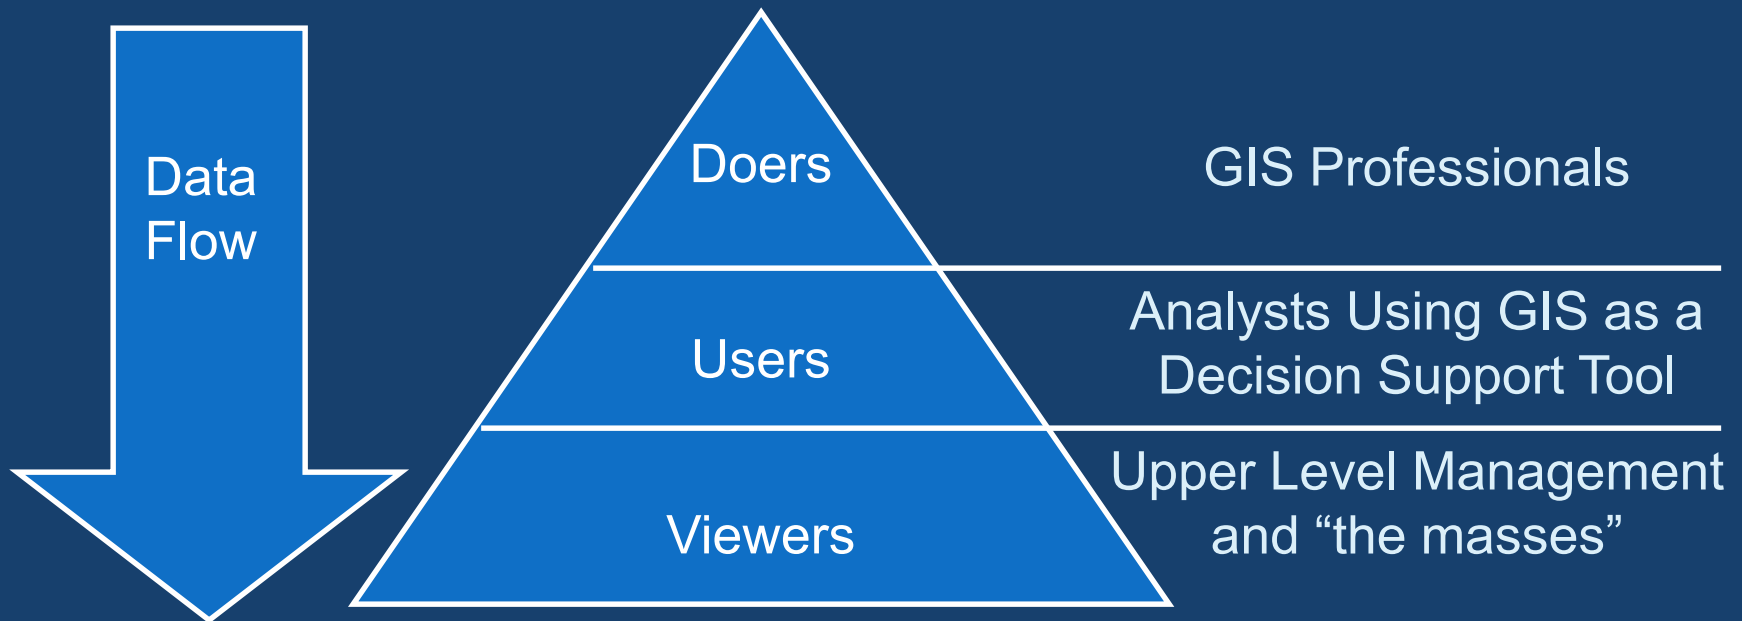 Data
Flow
Doers
GIS Professionals
Users
Analysts Using GIS as a
Decision Support Tool
Viewers
Upper Level Management
and “the masses”